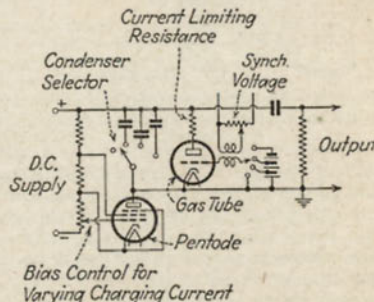 Current Limiting
Resistance
Condenser
Selector
Synch.
Voltage
+
D.C.
Supply
Output
Gas Tube
Pentode
Bias Control for
Varying Charging Current